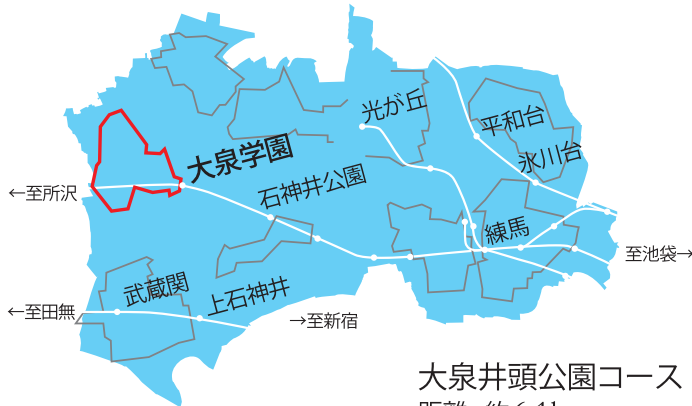 光が丘
平和台
氷川台
大泉学園
石神井公園
←至所沢
練馬
至池袋→
武蔵関
上石神井
←至田無
→至新宿
大泉井頭公園コース